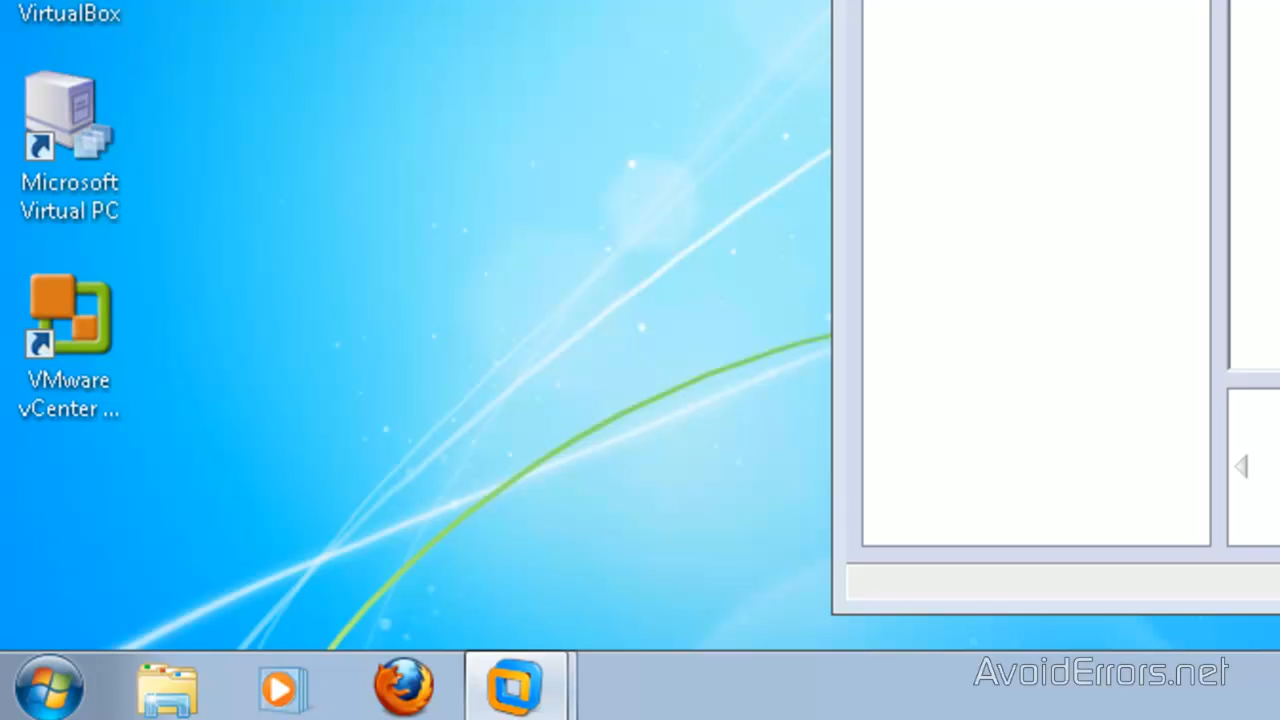 VirtualBox
Microsoft
Virtual PC
VMware
vCenter ...
AvoidErrors.net